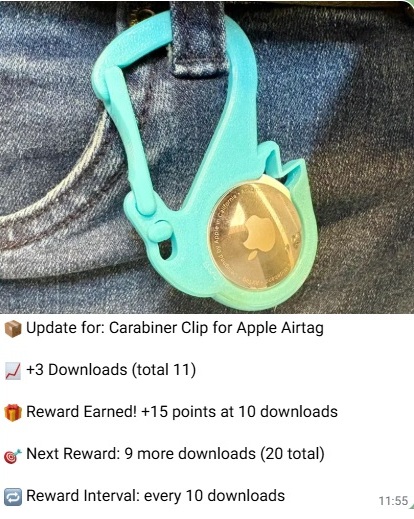 📦 Update for: Carabiner Clip for Apple Airtag
📈 +3 Downloads (total 11)
🎁 Reward Earned! +15 points at 10 downloads
🎯 Next Reward: 9 more downloads (20 total)
🔁 Reward Interval: every 10 downloads
11:55